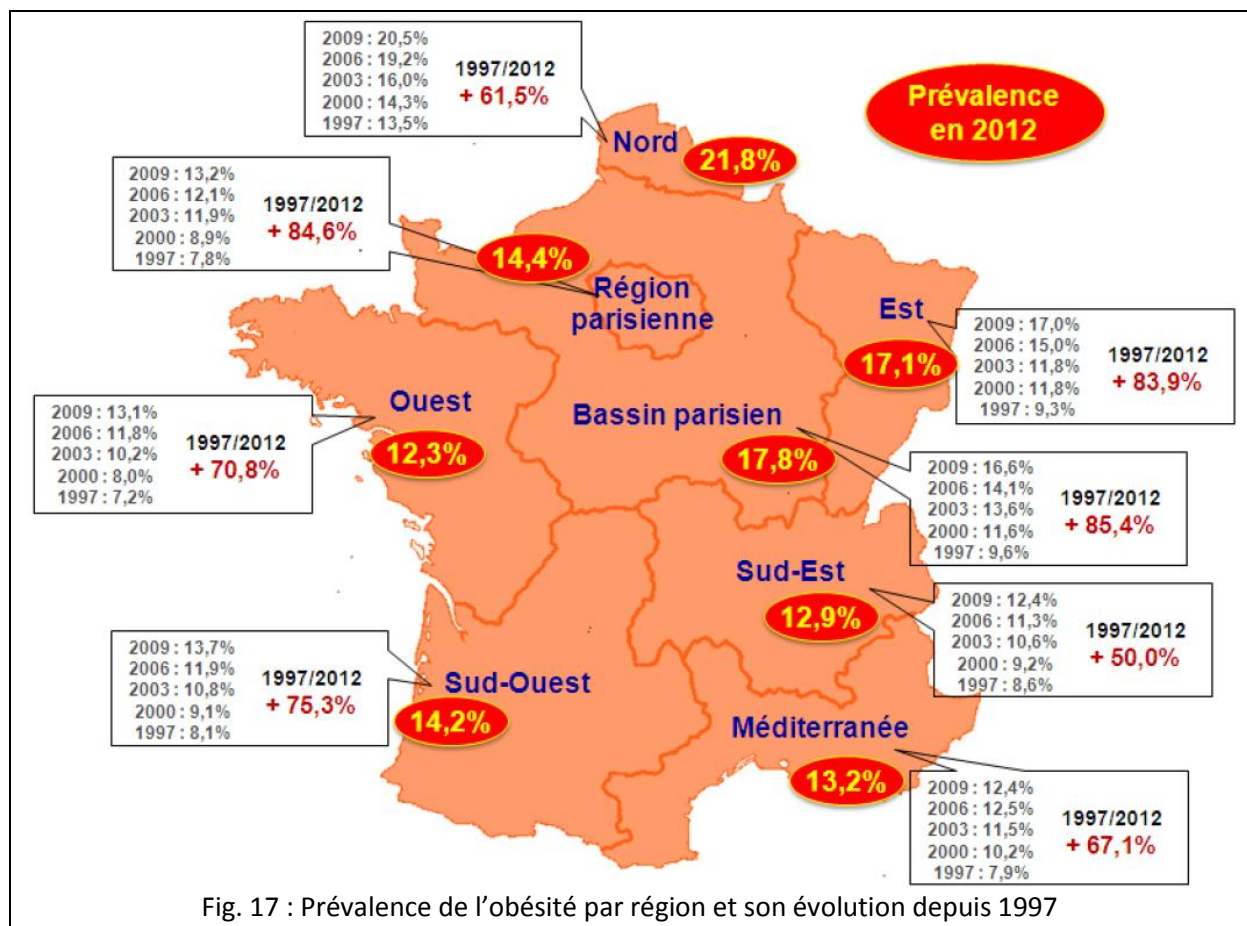 2009 : 20,5%
2006 : 19,2%
2003 : 16,0%
2000 : 14,3%
1997 : 13,5%
1997/2012
+ 61,5%
Prévalence
en 2012
Nord
21,8%
2009 : 13,2%
2006 : 12,1%
2003 : 11,9%
2000 : 8,9%
1997 : 7,8%
1997/2012
+ 84,6%
14,4%
Région
parisienne
Est
17,1%
2009 : 17,0%
2006 : 15,0%
2003 : 11,8%
2000 : 11,8%
1997 : 9,3%
1997/2012
+ 83,9%
2009 : 13,1%
2006 : 11,8%
2003 : 10,2%
2000 : 8,0%
1997 : 7,2%
1997/2012
+ 70,8%
Ouest
12,3%
Bassin parisien
17,8%
2009 : 16,6%
2006 : 14,1%
2003 : 13,6%
2000 : 11,6%
1997 : 9,6%
1997/2012
+ 85,4%
Sud-Est
12,9%
2009 : 12,4%
2006 : 11,3%
2003 : 10,6%
2000 : 9,2%
1997 : 8,6%
1997/2012
+ 50,0%
2009 : 13,7%
2006 : 11,9%
2003 : 10,8%
2000 : 9,1%
1997 : 8,1%
1997/2012
+ 75,3%
Sud-Ouest
14,2%
Méditerranée
13,2%
2009 : 12,4%
2006 : 12,5%
2003 : 11,5%
2000 : 10,2%
1997 : 7,9%
1997/2012
+ 67,1%
Fig. 17 : Prévalence de l’obésité par région et son évolution depuis 1997